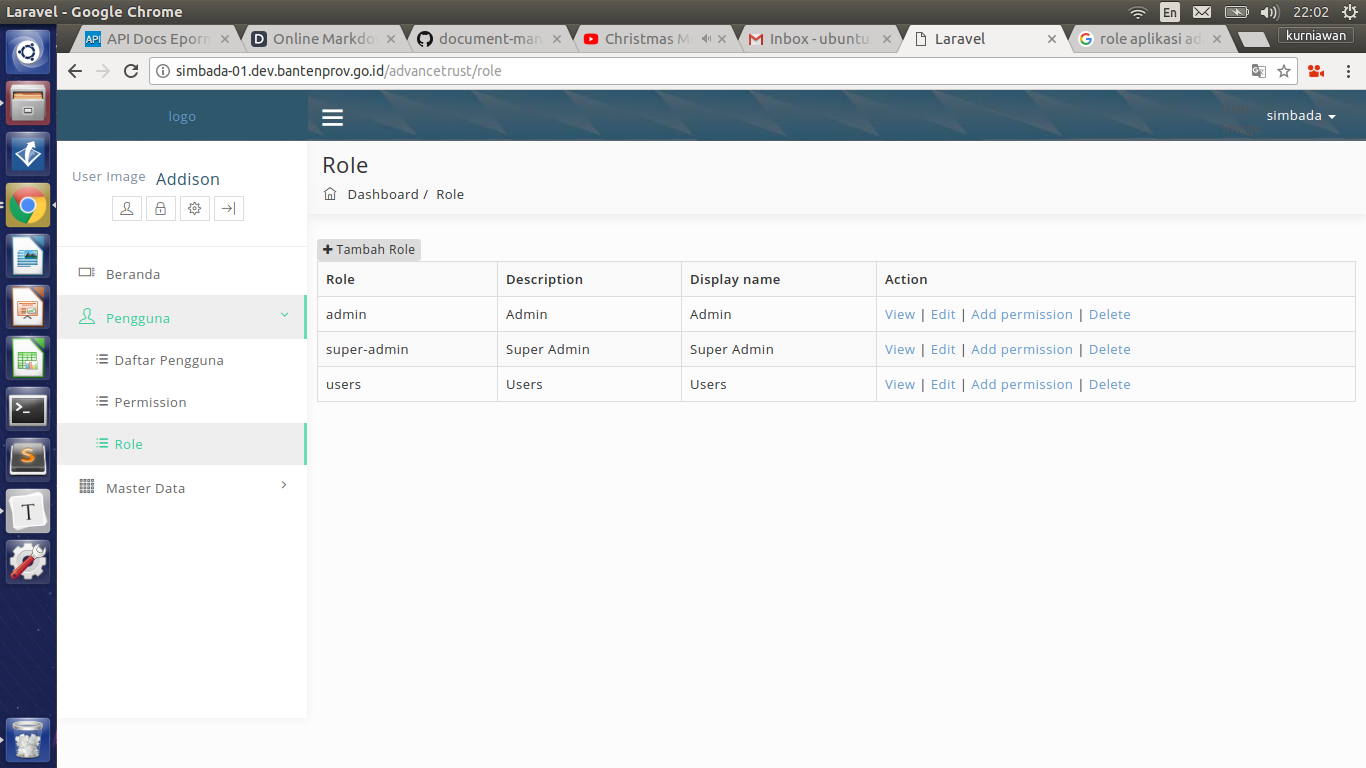 Laravel - Google Chrome
En
22:02
API Docs Eporm
Online Markdo
document-man
Christmas M
Inbox - ubuntu
Laravel
role aplikasi ad
kurniawan
simbada-01.dev.bantenprov.go.id/advancetrust/role
logo
simbada
User Image Addison
Role
Dashboard / Role
Beranda
Pengguna
Daftar Pengguna
Permission
Role
Master Data
Tambah Role
Role Description Display name Action
admin Admin Admin View | Edit | Add permission | Delete
super-admin Super Admin Super Admin View | Edit | Add permission | Delete
users Users Users View | Edit | Add permission | Delete